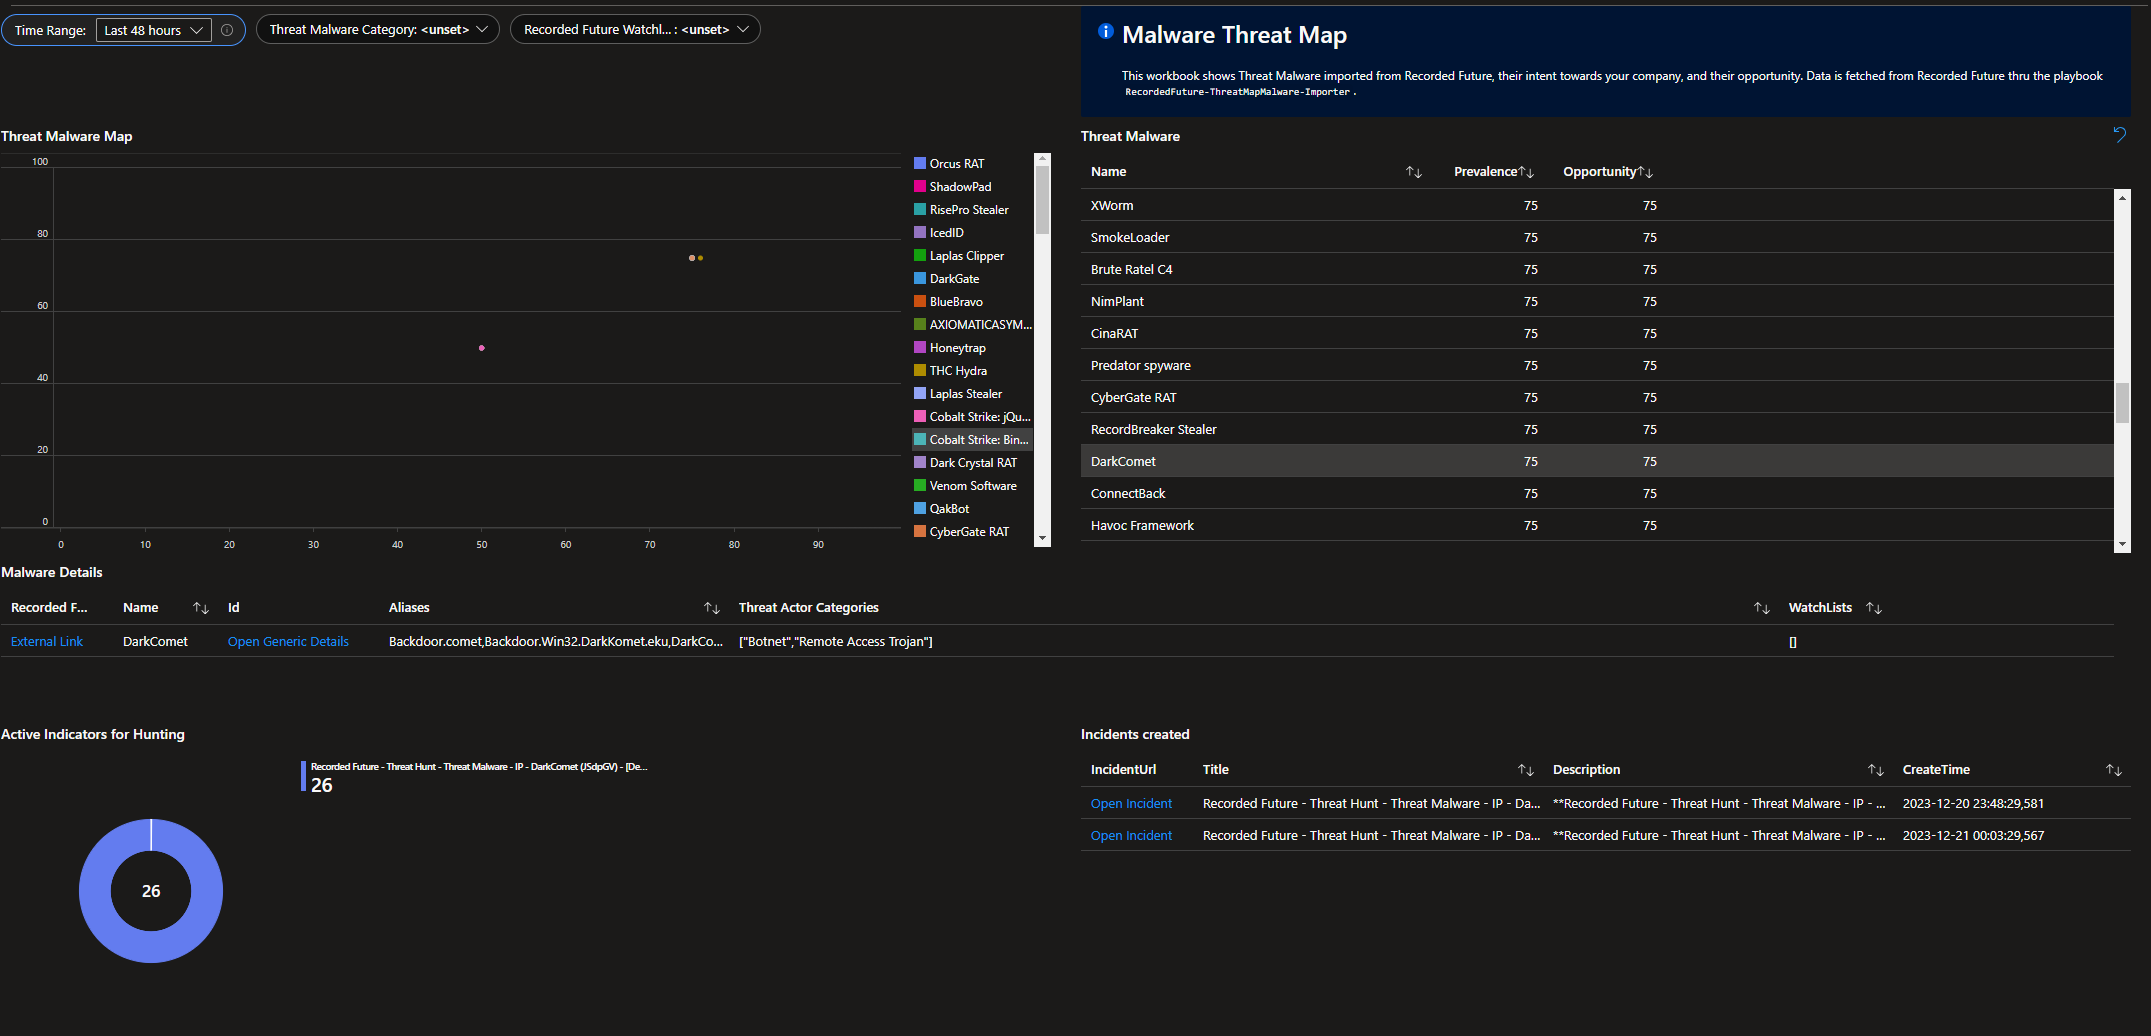 Time Range: Last 48 hours
Threat Malware Category: <unset>
Recorded Future Watchl... : <unset>
Malware Threat Map
This workbook shows Threat Malware imported from Recorded Future, their intent towards your company, and their opportunity. Data is fetched from Recorded Future thru the playbook
RecordedFuture-ThreatMapMalware-Importer .
Threat Malware Map
100
80
60
40
20
0
0 10 20 30 40 50 60 70 80 90
Orcus RAT
ShadowPad
RisePro Stealer
IcedID
Laplas Clipper
DarkGate
BlueBravo
AXIOMATICASYM...
Honeytrap
THC Hydra
Laplas Stealer
Cobalt Strike: jQu...
Cobalt Strike: Bin...
Dark Crystal RAT
Venom Software
QakBot
CyberGate RAT
Threat Malware
Name Prevalence Opportunity
XWorm 75 75
SmokeLoader 75 75
Brute Ratel C4 75 75
NimPlant 75 75
CinaRAT 75 75
Predator spyware 75 75
CyberGate RAT 75 75
RecordBreaker Stealer 75 75
DarkComet 75 75
ConnectBack 75 75
Havoc Framework 75 75
Malware Details
Recorded F... Name Id Aliases Threat Actor Categories WatchLists
External Link DarkComet Open Generic Details Backdoor.comet,Backdoor.Win32.DarkKomet.eku,DarkCo... ["Botnet","Remote Access Trojan"] []
Active Indicators for Hunting
Recorded Future - Threat Hunt - Threat Malware - IP - DarkComet (JSdpGV) - [De...
26
26
Incidents created
IncidentUrl Title Description CreateTime
Open Incident Recorded Future - Threat Hunt - Threat Malware - IP - Da... **Recorded Future - Threat Hunt - Threat Malware - IP - ... 2023-12-20 23:48:29,581
Open Incident Recorded Future - Threat Hunt - Threat Malware - IP - Da... **Recorded Future - Threat Hunt - Threat Malware - IP - ... 2023-12-21 00:03:29,567